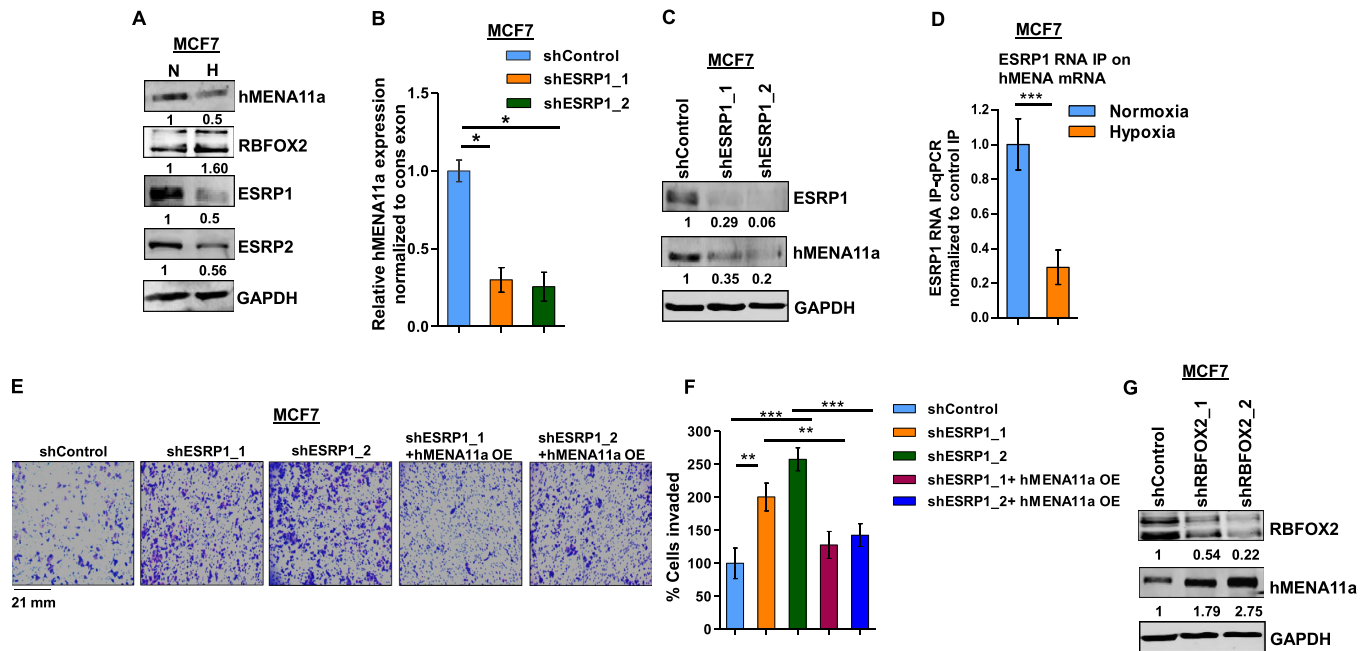 A
MCF7
N H
hMENA11a
1 0.5
RBFOX2
1 1.60
ESRP1
1 0.5
ESRP2
1 0.56
GAPDH
B
MCF7
shControl
shESRP1_1
shESRP1_2
Relative hMENA11a expression
normalized to cons exon
1.5
1.0
0.5
0.0
*
*
C
MCF7
shControl
shESRP1_1
shESRP1_2
ESRP1
1 0.29 0.06
hMENA11a
1 0.35 0.2
GAPDH
D
MCF7
ESRP1 RNA IP on
hMENA mRNA
***
Normoxia
Hypoxia
ESRP1 RNA IP-qPCR
normalized to control IP
1.2
1.0
0.8
0.6
0.4
0.2
0.0
E
MCF7
shControl
shESRP1_1
shESRP1_2
shESRP1_1
+hMENA11a OE
shESRP1_2
+hMENA11a OE
21 mm
F
% Cells invaded
350
300
250
200
150
100
50
0
***
***
**
**
shControl
shESRP1_1
shESRP1_2
shESRP1_1+ hMENA11a OE
shESRP1_2+ hMENA11a OE
G
MCF7
shControl
shRBFOX2_1
shRBFOX2_2
RBFOX2
1 0.54 0.22
hMENA11a
1 1.79 2.75
GAPDH